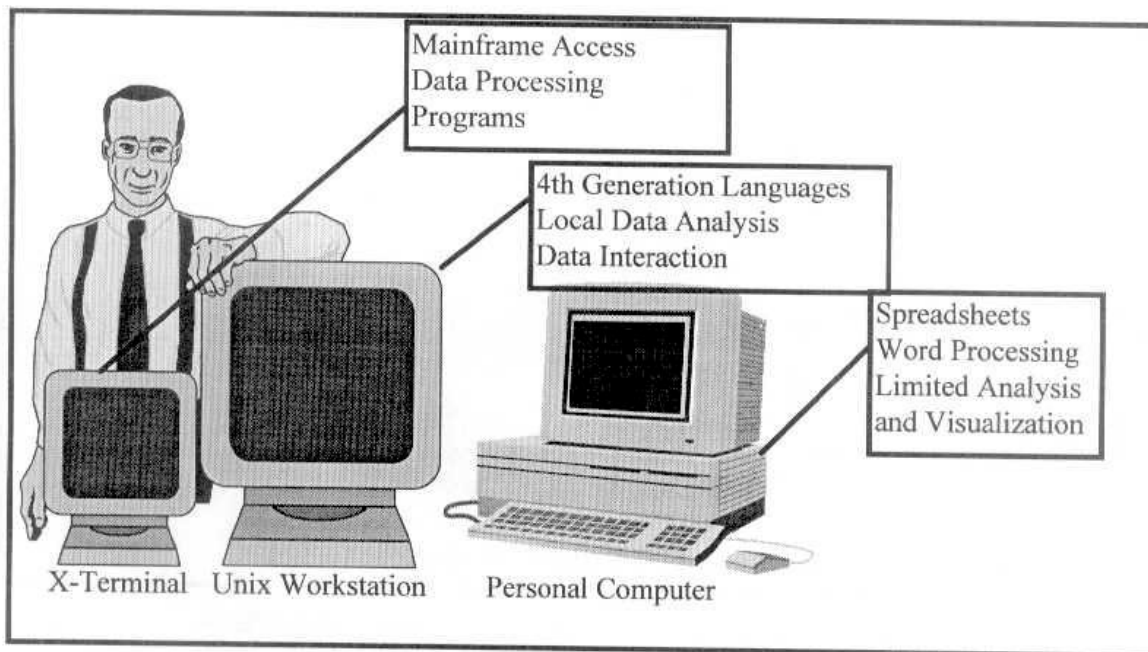 Mainframe Access
Data Processing
Programs
4th Generation Languages
Local Data Analysis
Data Interaction
Spreadsheets
Word Processing
Limited Analysis
and Visualization
X-Terminal
Unix Workstation
Personal Computer